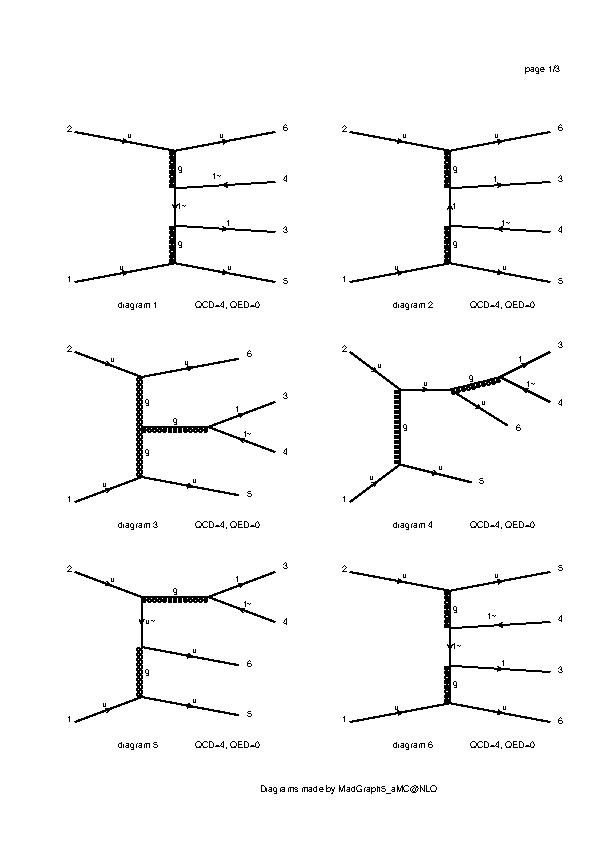 page 1/3
2 u u 6
g
1~ 4
1~
1 3
g
1 u u 5
diagram 1 QCD=4, QED=0
2 u u 6
g
1 3
1
1~ 4
g
1 u u 5
diagram 2 QCD=4, QED=0
2 u u 6
g
1 3
g
1~ 4
g
1 u u 5
diagram 3 QCD=4, QED=0
2 u u g 1 3
1~ 4
u 6
g
1 u u 5
diagram 4 QCD=4, QED=0
2 u g 1 3
1~ 4
u~
u 6
g
1 u u 5
diagram 5 QCD=4, QED=0
2 u u 5
g
1~ 4
1~
1 3
g
1 u u 6
diagram 6 QCD=4, QED=0
Diagrams made by MadGraph5_aMC@NLO